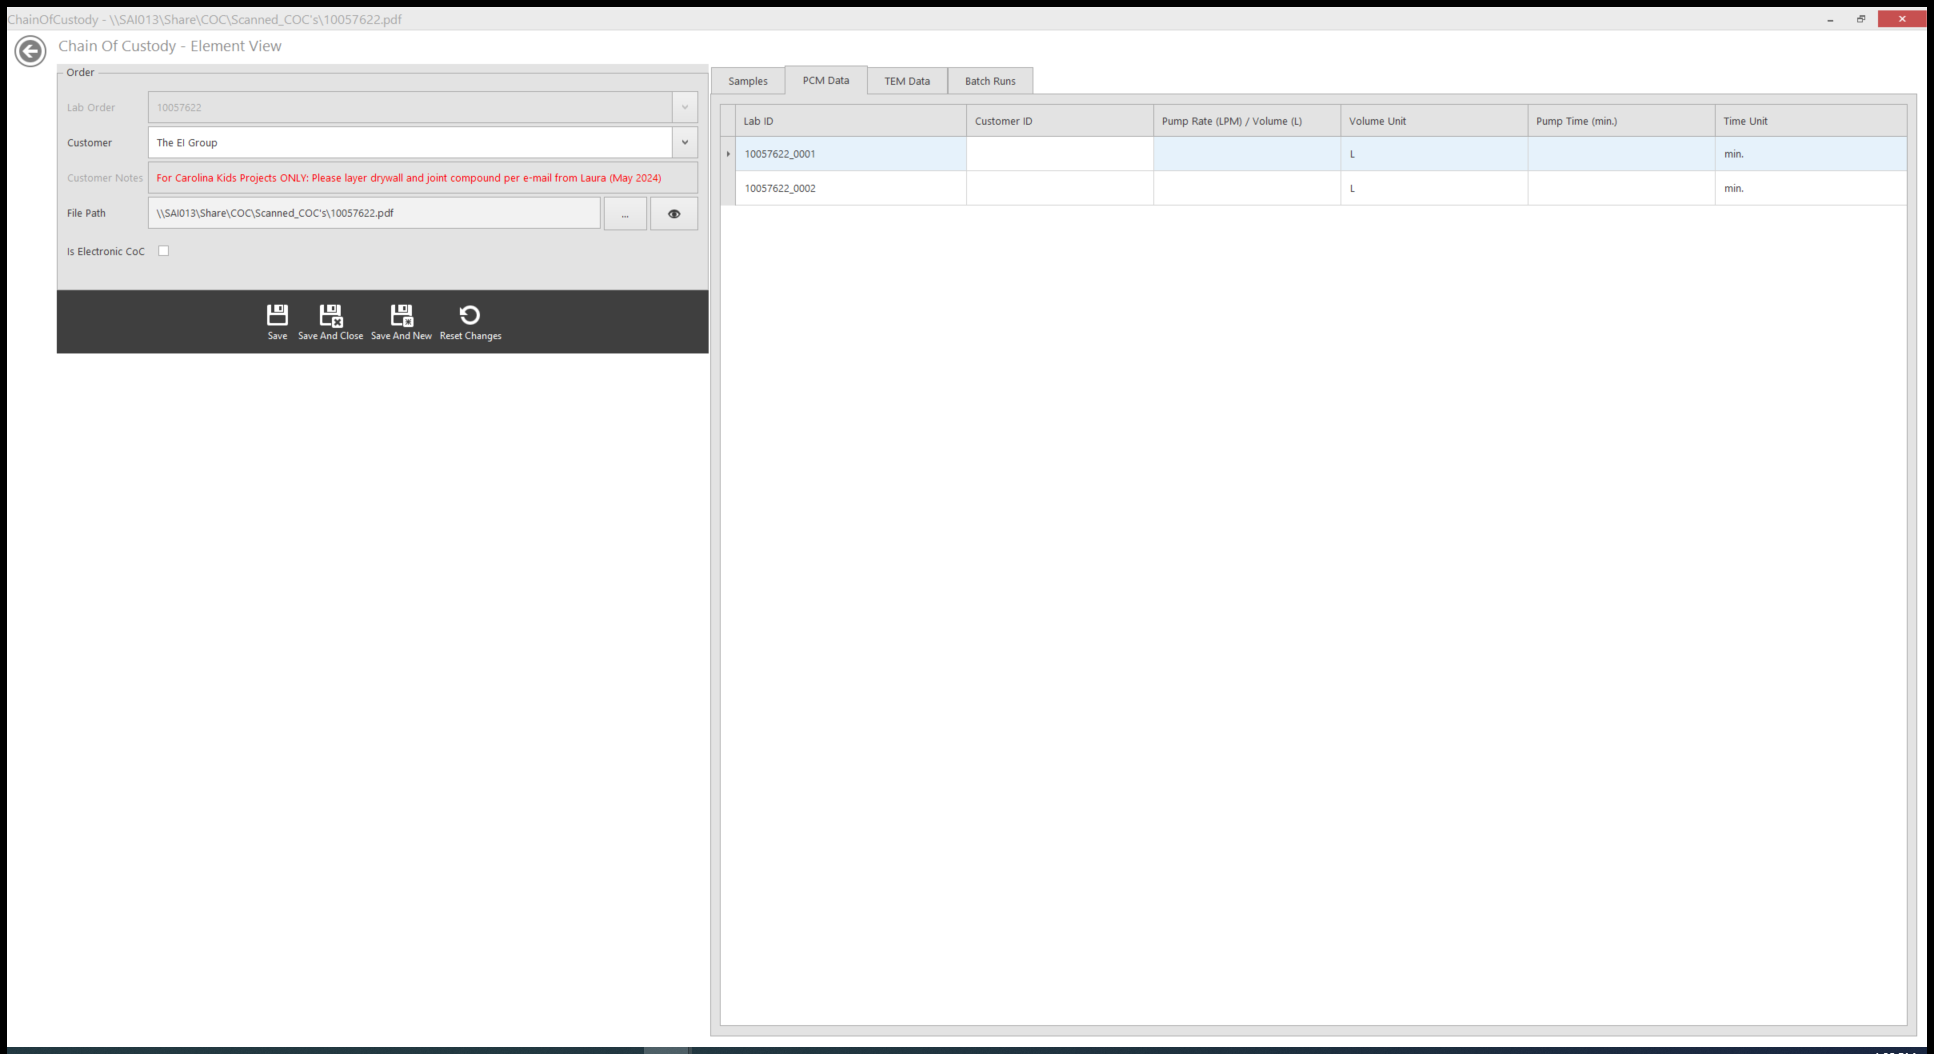 ChainOfCustody - \\SAI013\Share\COC\Scanned_COC's\10057622.pdf
Chain Of Custody - Element View
Order
Lab Order 10057622
Customer The EI Group
Customer Notes For Carolina Kids Projects ONLY: Please layer drywall and joint compound per e-mail from Laura (May 2024)
File Path \\SAI013\Share\COC\Scanned_COC's\10057622.pdf ...
Is Electronic CoC
Save Save And Close Save And New Reset Changes
Samples PCM Data TEM Data Batch Runs
Lab ID Customer ID Pump Rate (LPM) / Volume (L) Volume Unit Pump Time (min.) Time Unit
10057622_0001 L min.
10057622_0002 L min.